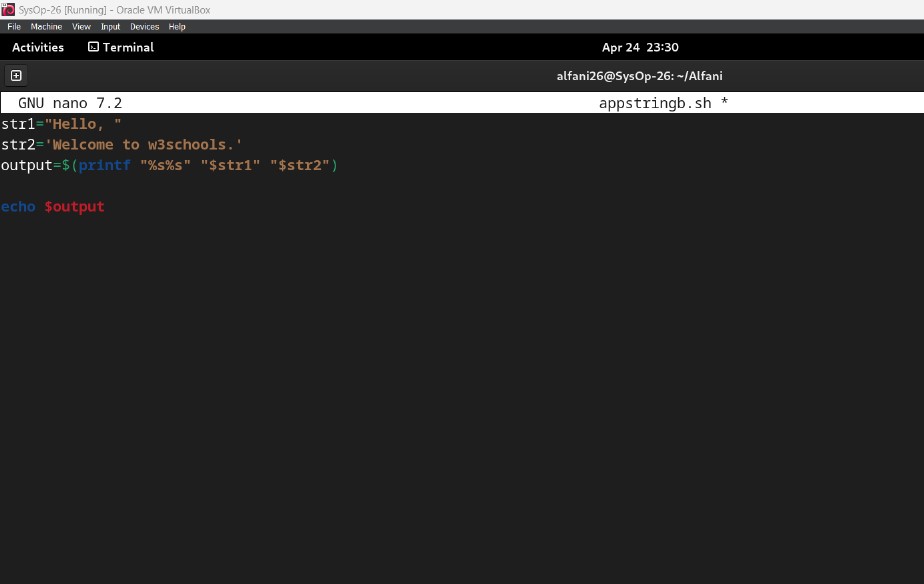 SysOp-26 [Running] - Oracle VM VirtualBox
File Machine View Input Devices Help
Activities Terminal Apr 24 23:30
alfani26@SysOp-26: ~/Alfani
GNU nano 7.2 appstringb.sh *
str1="Hello, "
str2='Welcome to w3schools.'
output=$(printf "%s%s" "$str1" "$str2")
echo $output